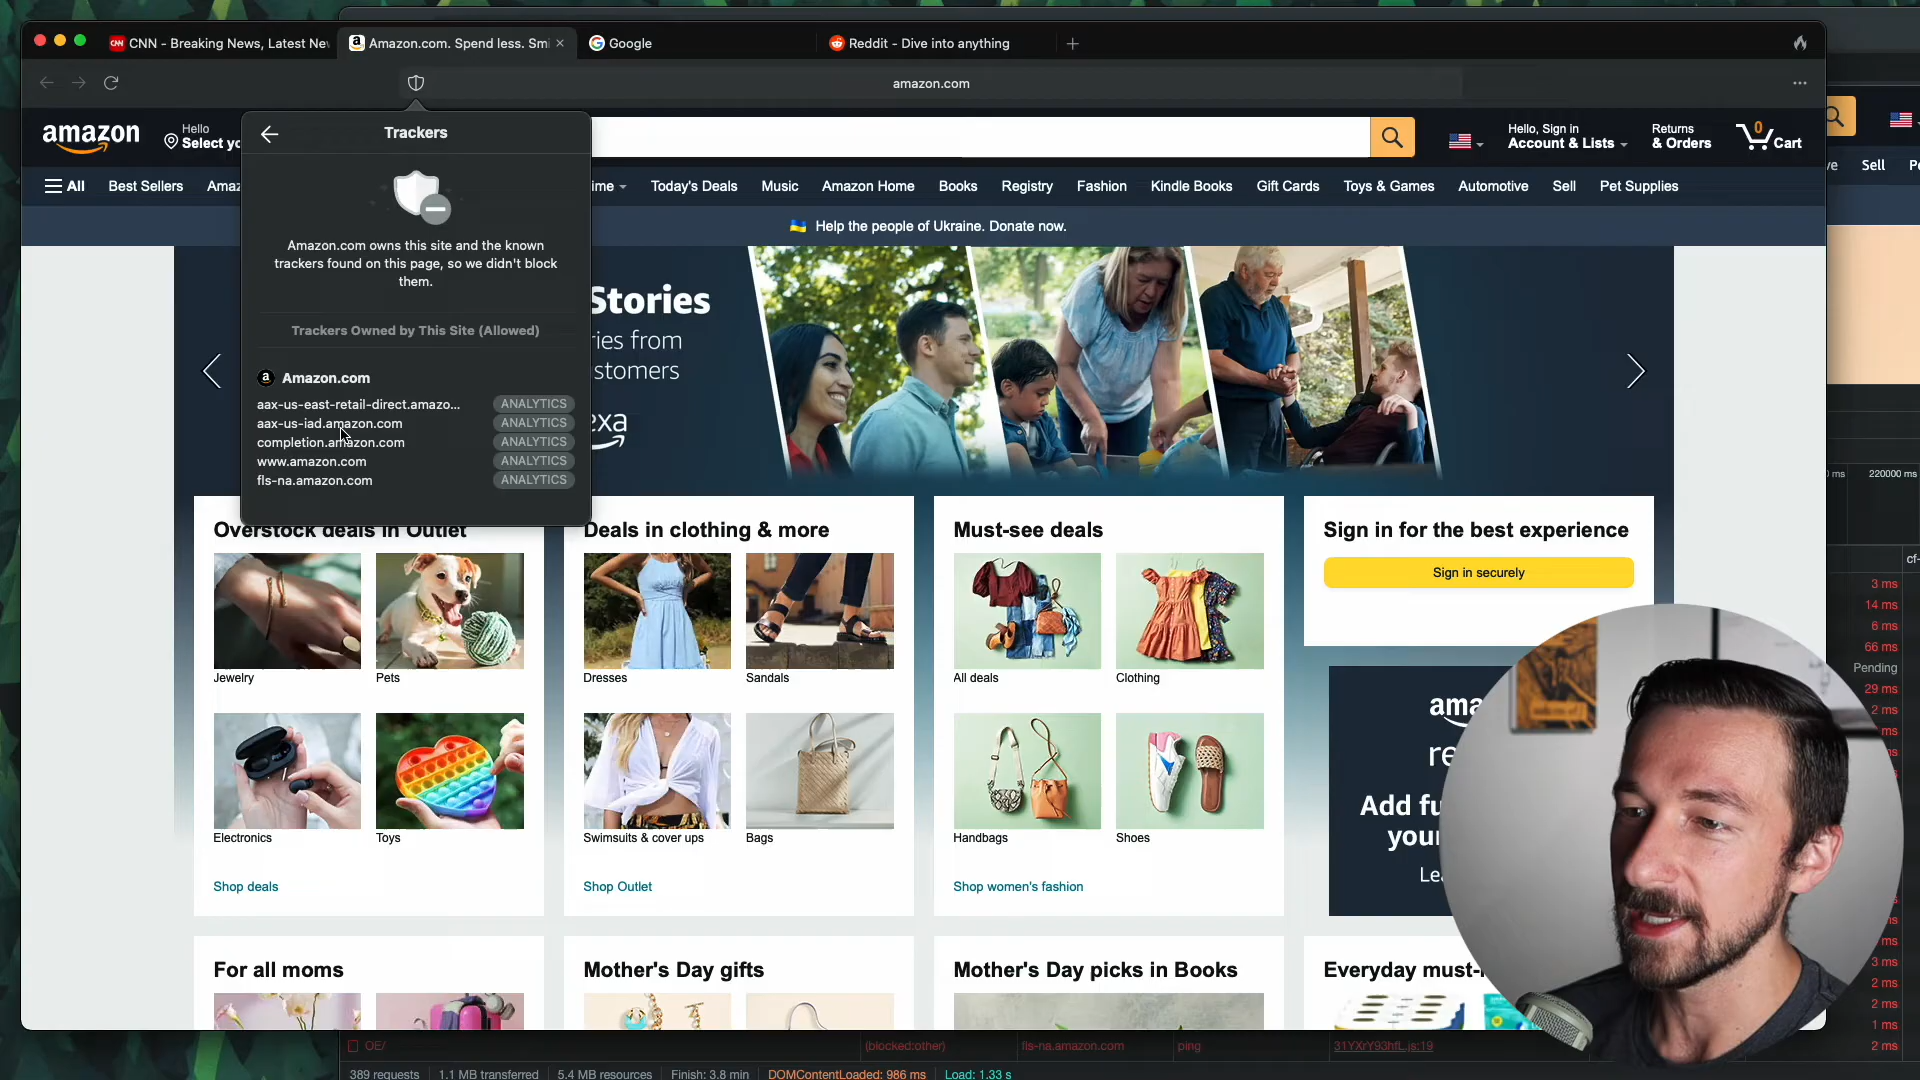 CNN - Breaking News, Latest Ne
Amazon.com. Spend less. Smi
Google
Reddit - Dive into anything
amazon.com
amazon
Hello
Select yo
Trackers
Hello, Sign in
Account & Lists
Returns
& Orders
0
Cart
All
Best Sellers
Amaz
ime
Today's Deals
Music
Amazon Home
Books
Registry
Fashion
Kindle Books
Gift Cards
Toys & Games
Automotive
Sell
Pet Supplies
ve
Sell
Pe
Help the people of Ukraine. Donate now.
Amazon.com owns this site and the known
trackers found on this page, so we didn't block
them.
Trackers Owned by This Site (Allowed)
Amazon.com
aax-us-east-retail-direct.amazo... ANALYTICS
aax-us-iad.amazon.com ANALYTICS
completion.amazon.com ANALYTICS
www.amazon.com ANALYTICS
fls-na.amazon.com ANALYTICS
Stories
ries from
stomers
exa
ms
220000 ms
Overstock deals in Outlet
Jewelry
Pets
Electronics
Toys
Shop deals
Deals in clothing & more
Dresses
Sandals
Swimsuits & cover ups
Bags
Shop Outlet
Must-see deals
All deals
Clothing
Handbags
Shoes
Shop women's fashion
Sign in for the best experience
Sign in securely
ama
re
Add fu
your
Lea
cf-
3 ms
14 ms
6 ms
66 ms
Pending
29 ms
2 ms
ms
ms
ms
3 ms
2 ms
2 ms
1 ms
2 ms
For all moms
Mother's Day gifts
Mother's Day picks in Books
Everyday must-
OE/
(blocked:other)
fls-na.amazon.com
ping
31YXrY93hfL.js:19
389 requests
1.1 MB transferred
5.4 MB resources
Finish: 3.8 min
DOMContentLoaded: 986 ms
Load: 1.33 s